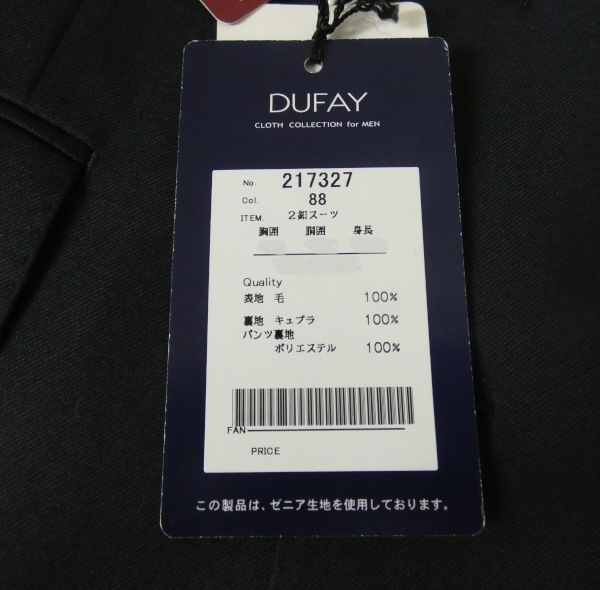 DUFAY
CLOTH COLLECTION for MEN
No. 217327
Col. 88
ITEM. 2釦スーツ
胸囲 胴囲 身長
Quality
表地 毛 100%
裏地 キュプラ 100%
パンツ裏地
ポリエステル 100%
FAN
PRICE
この製品は、ゼニア生地を使用しております。